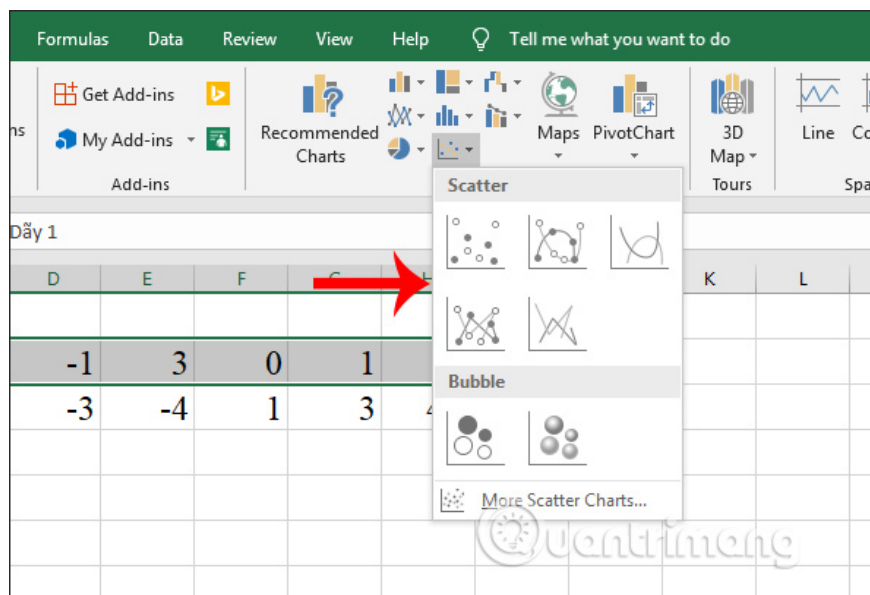 Formulas Data Review View Help Tell me what you want to do
Get Add-ins
My Add-ins
Recommended Charts
Maps
PivotChart
3D Map
Line
Add-ins
Tours
Dãy 1
D E F G H K L
-1 3 0 1
-3 -4 1 3
Scatter
Bubble
More Scatter Charts...
Quantrimang